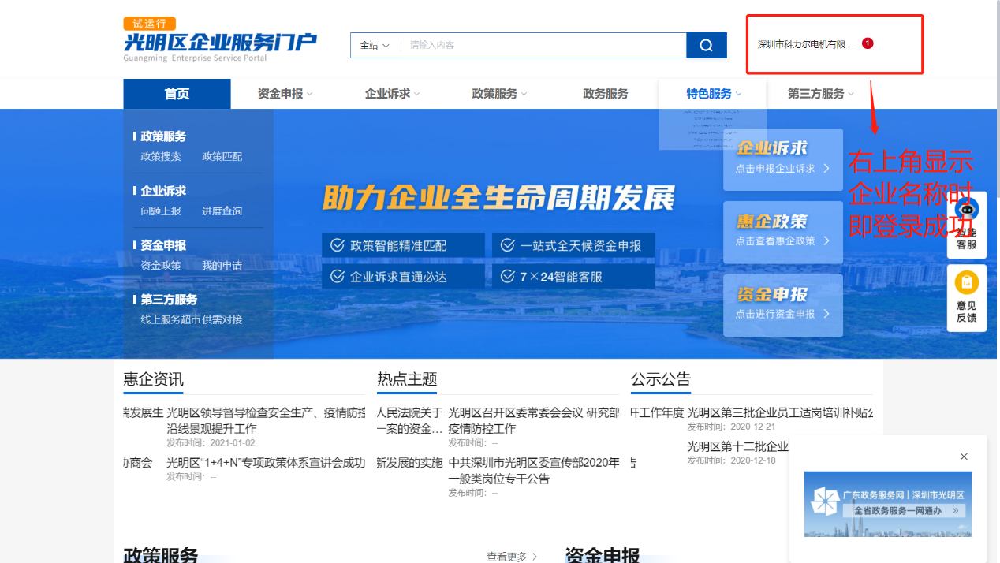 试运行
光明区企业服务门户
Guangming Enterprise Service Portal
全站
请输入内容
深圳市科力尔电机有限...
1
首页
资金申报
企业诉求
政策服务
政务服务
特色服务
第三方服务
政策服务
政策搜索 政策匹配
企业诉求
问题上报 进度查询
资金申报
资金政策 我的申请
第三方服务
线上服务超市 供需对接
助力企业全生命周期发展
政策智能精准匹配
一站式全天候资金申报
企业诉求直通必达
7×24智能客服
企业诉求
点击申报企业诉求
惠企政策
点击查看惠企政策
资金申报
点击进行资金申报
右上角显示
企业名称时
即登录成功
智能
客服
意见
反馈
惠企资讯
发展生
光明区领导督导检查安全生产、疫情防控
沿线景观提升工作
发布时间：2021-01-02
协商会
光明区“1+4+N”专项政策体系宣讲会成功
发布时间：--
热点主题
人民法院关于
一案的资金...
光明区召开区委常委会会议 研究部
疫情防控工作
发布时间：--
新发展的实施
中共深圳市光明区委宣传部2020年
一般类岗位专干公告
发布时间：--
公示公告
开工作年度
光明区第三批企业员工适岗培训补贴公
发布时间：2020-12-21
告
光明区第十二批企业
发布时间：2020-12-18
广东政务服务网｜深圳市光明区
全省政务服务一网通办 »
政策服务
查看更多
资金申报